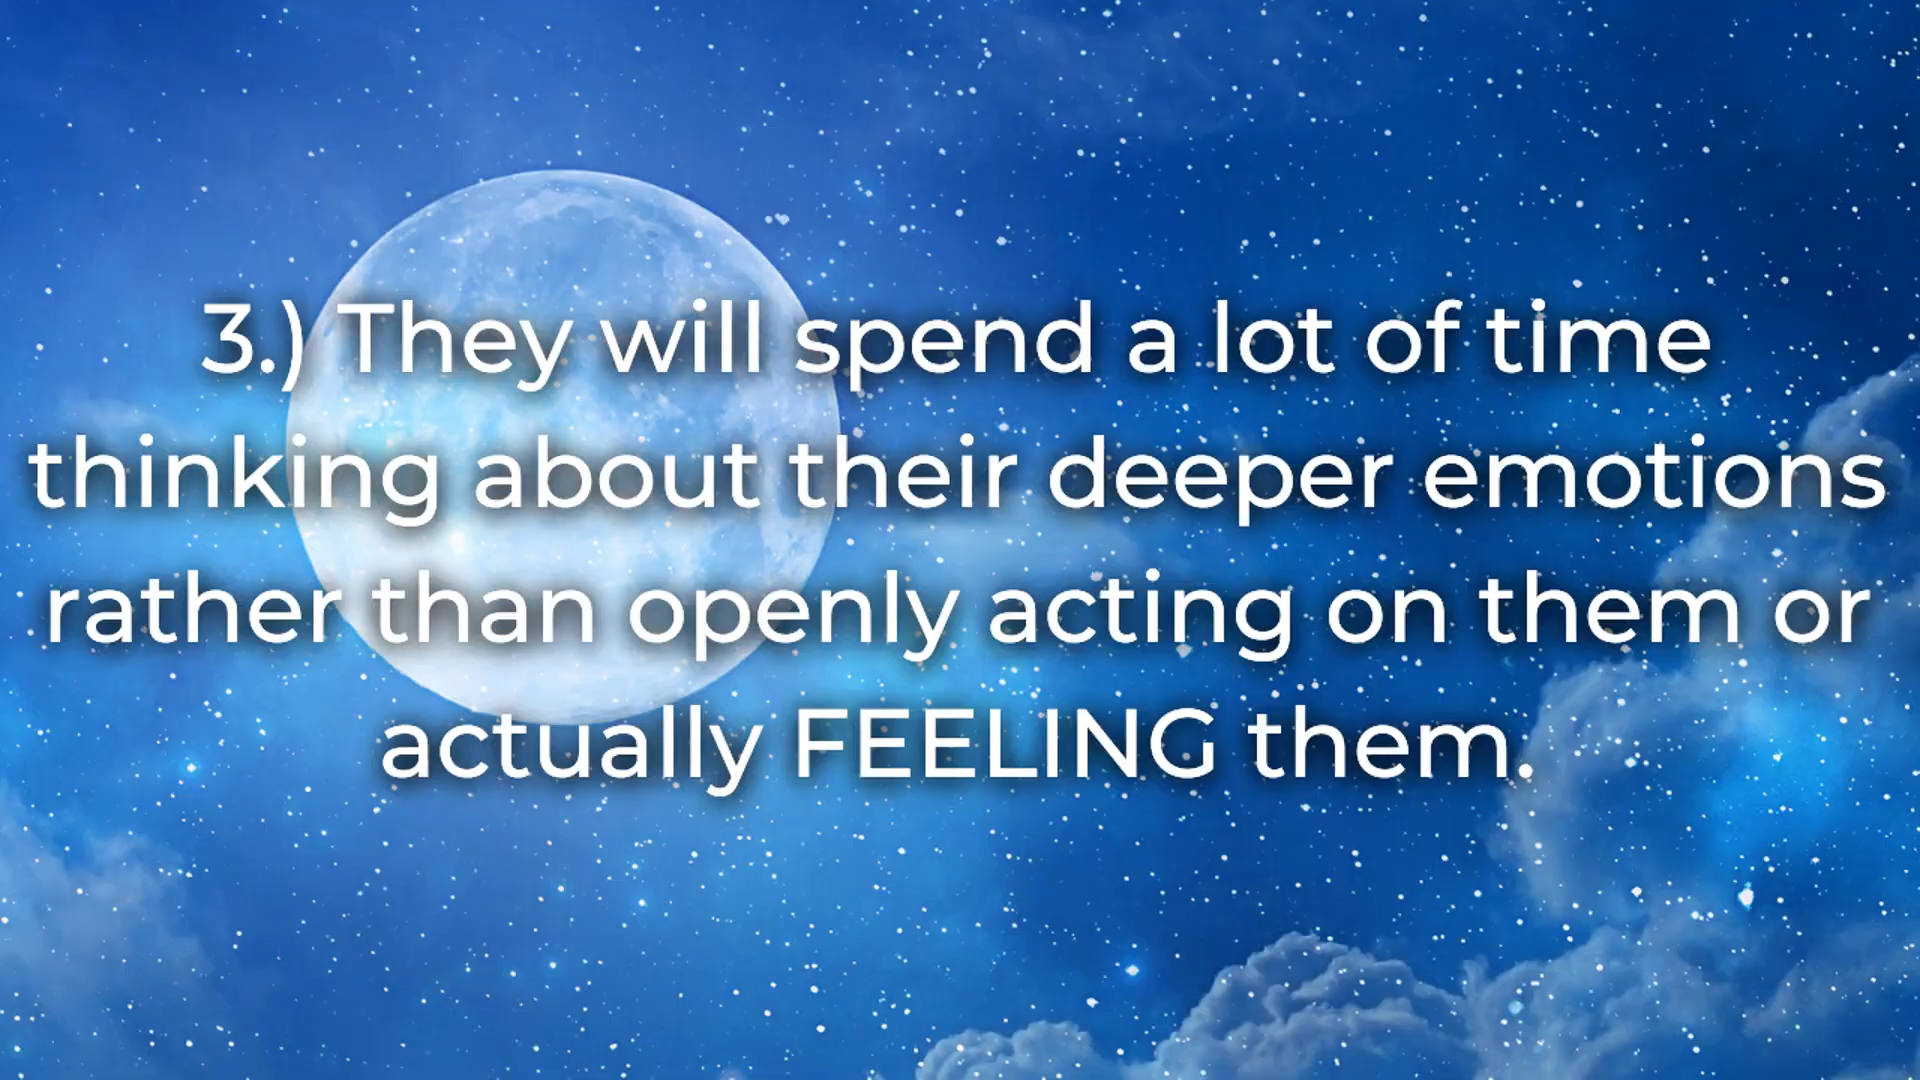 3.) They will spend a lot of time
thinking about their deeper emotions
rather than openly acting on them or
actually FEELING them.